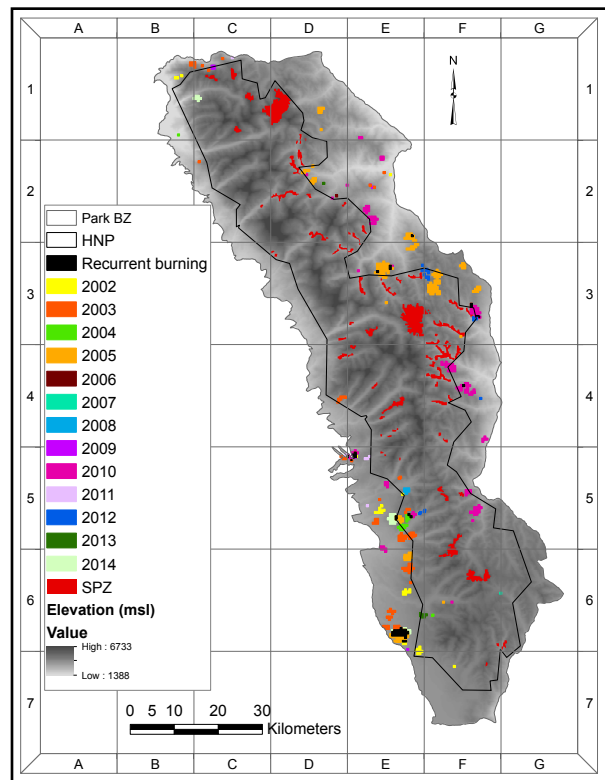 A B C D E F G
N
1 1
2 2
3 3
4 4
5 5
6 6
7 7
Park BZ
HNP
Recurrent burning
2002
2003
2004
2005
2006
2007
2008
2009
2010
2011
2012
2013
2014
SPZ
Elevation (msl)
Value
High : 6733
Low : 1388
0 5 10 20 30
Kilometers
A B C D E F G